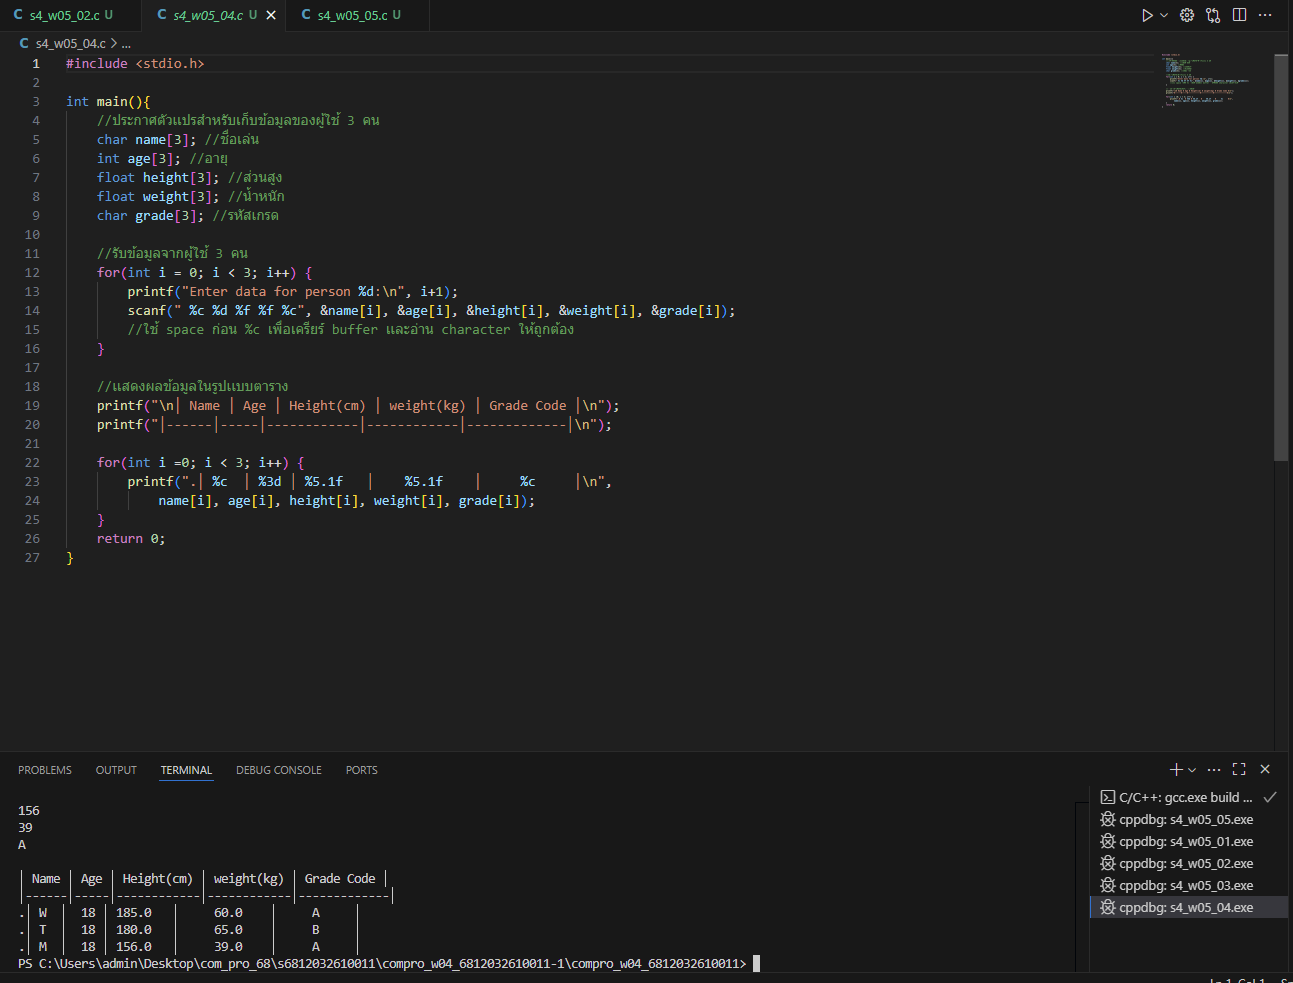 C s4_w05_02.c U C s4_w05_04.c U C s4_w05_05.c U
C s4_w05_04.c > ...
1 #include <stdio.h>
2
3 int main(){
4 //ประกาศตัวแปรสำหรับเก็บข้อมูลของผู้ใช้ 3 คน
5 char name[3]; //ชื่อเล่น
6 int age[3]; //อายุ
7 float height[3]; //ส่วนสูง
8 float weight[3]; //น้ำหนัก
9 char grade[3]; //รหัสเกรด
10
11 //รับข้อมูลจากผู้ใช้ 3 คน
12 for(int i = 0; i < 3; i++) {
13 printf("Enter data for person %d:\n", i+1);
14 scanf(" %c %d %f %f %c", &name[i], &age[i], &height[i], &weight[i], &grade[i]);
15 //ใช้ space ก่อน %c เพื่อเครียร์ buffer และอ่าน character ให้ถูกต้อง
16 }
17
18 //แสดงผลข้อมูลในรูปแบบตาราง
19 printf("\n| Name | Age | Height(cm) | weight(kg) | Grade Code |\n");
20 printf("|------|-----|------------|------------|-------------|\n");
21
22 for(int i =0; i < 3; i++) {
23 printf(".| %c  | %3d | %5.1f   |    %5.1f    |     %c     |\n",
24 name[i], age[i], height[i], weight[i], grade[i]);
25 }
26 return 0;
27 }
PROBLEMS OUTPUT TERMINAL DEBUG CONSOLE PORTS
156
39
A
| Name | Age | Height(cm) | weight(kg) | Grade Code |
|------|-----|------------|------------|-------------|
.| W  |  18 | 185.0   |     60.0    |     A     |
.| T  |  18 | 180.0   |     65.0    |     B     |
.| M  |  18 | 156.0   |     39.0    |     A     |
PS C:\Users\admin\Desktop\com_pro_68\s6812032610011\compro_w04_6812032610011-1\compro_w04_6812032610011>
C/C++: gcc.exe build ...
cppdbg: s4_w05_05.exe
cppdbg: s4_w05_01.exe
cppdbg: s4_w05_02.exe
cppdbg: s4_w05_03.exe
cppdbg: s4_w05_04.exe